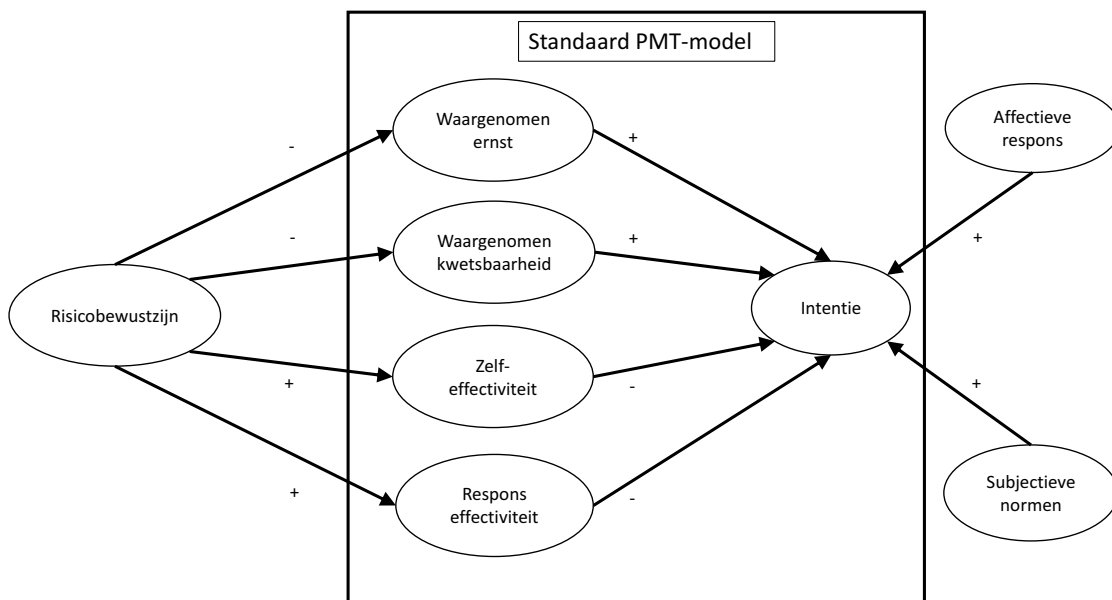 Standaard PMT-model
Waargenomen
ernst
Affectieve
respons
-
+
Waargenomen
kwetsbaarheid
-
+
+
Risicobewustzijn
Intentie
Zelf-
effectiviteit
+
-
+
Respons
effectiviteit
+
-
Subjectieve
normen